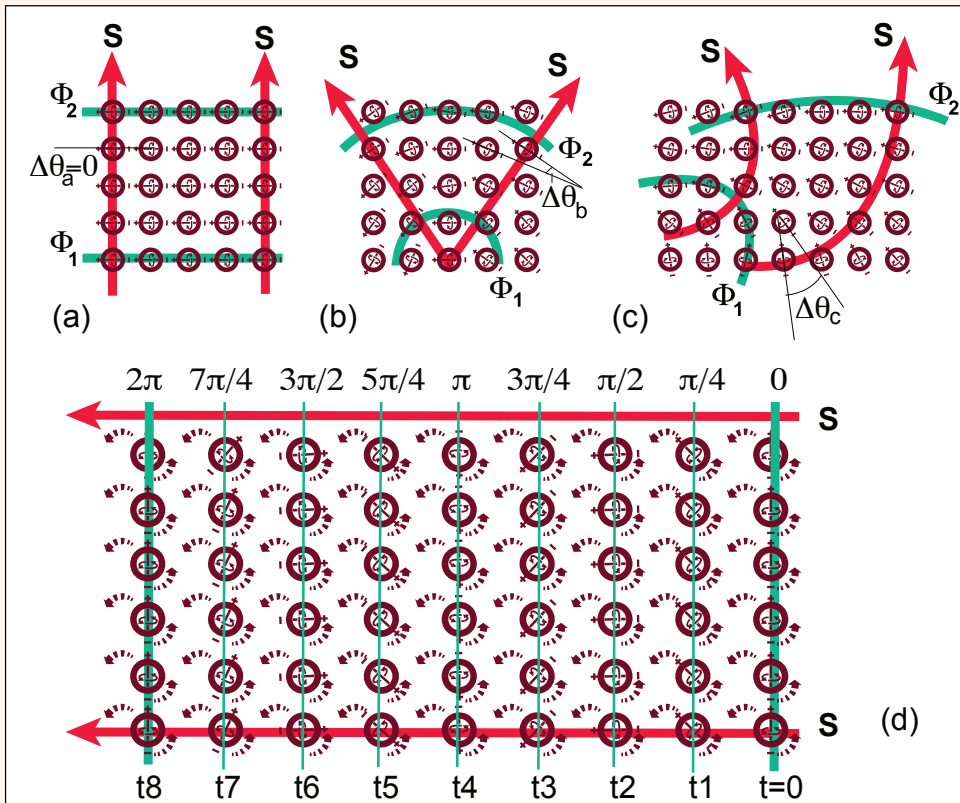 S S
Φ2
Δθa=0
Φ1
(a)
S S
Φ2
Δθb
Φ1
(b)
S S
Φ2
Φ1
Δθc
(c)
2π 7π/4 3π/2 5π/4 π 3π/4 π/2 π/4 0
S
S
(d)
t8 t7 t6 t5 t4 t3 t2 t1 t=0